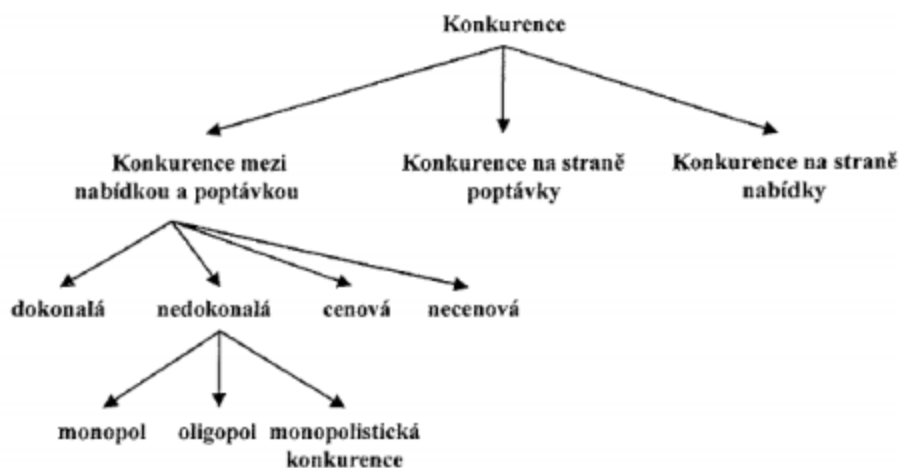 Konkurence
Konkurence mezi
nabídkou a poptávkou
Konkurence na straně
poptávky
Konkurence na straně
nabídky
dokonalá
nedokonalá
cenová
necenová
monopol
oligopol
monopolistická
konkurence